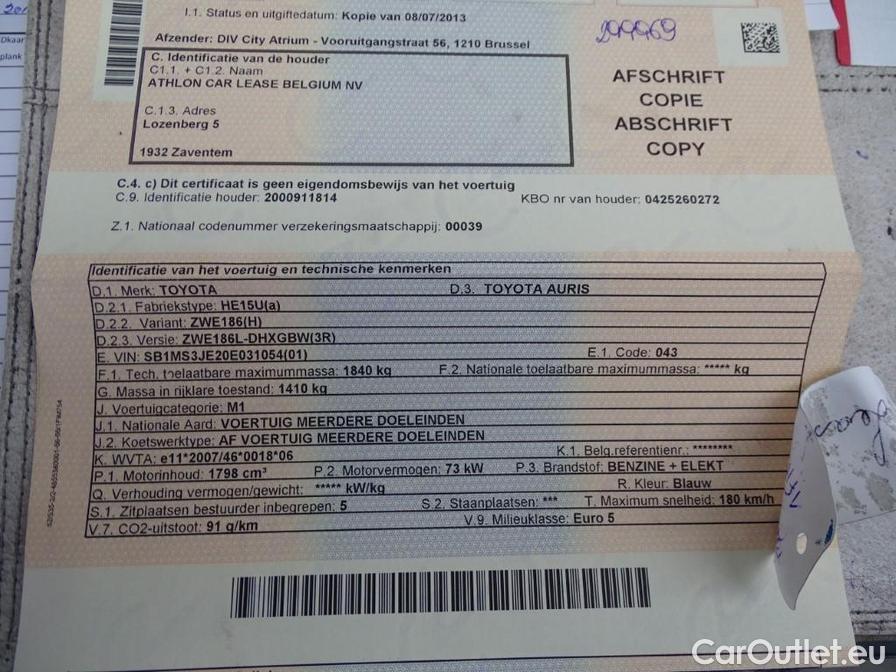 I.1. Status en uitgiftedatum: Kopie van 08/07/2013
299969
Afzender: DIV City Atrium - Vooruitgangstraat 56, 1210 Brussel
C. Identificatie van de houder
C1.1. + C1.2. Naam
ATHLON CAR LEASE BELGIUM NV
C.1.3. Adres
Lozenberg 5
1932 Zaventem
AFSCHRIFT
COPIE
ABSCHRIFT
COPY
C.4. c) Dit certificaat is geen eigendomsbewijs van het voertuig
C.9. Identificatie houder: 2000911814 KBO nr van houder: 0425260272
Z.1. Nationaal codenummer verzekeringsmaatschappij: 00039
Identificatie van het voertuig en technische kenmerken
D.1. Merk: TOYOTA D.3. TOYOTA AURIS
D.2.1. Fabriekstype: HE15U(a)
D.2.2. Variant: ZWE186(H)
D.2.3. Versie: ZWE186L-DHXGBW(3R)
E. VIN: SB1MS3JE20E031054(01) E.1. Code: 043
F.1. Tech. toelaatbare maximummassa: 1840 kg F.2. Nationale toelaatbare maximummassa: ***** kg
G. Massa in rijklare toestand: 1410 kg
J. Voertuigcategorie: M1
J.1. Nationale Aard: VOERTUIG MEERDERE DOELEINDEN
J.2. Koetswerktype: AF VOERTUIG MEERDERE DOELEINDEN
K. WVTA: e11*2007/46*0018*06 K.1. Belg.referentienr.: ********
P.1. Motorinhoud: 1798 cm³ P.2. Motorvermogen: 73 kW P.3. Brandstof: BENZINE + ELEKT
Q. Verhouding vermogen/gewicht: ***** kW/kg R. Kleur: Blauw
S.1. Zitplaatsen bestuurder inbegrepen: 5 S.2. Staanplaatsen: *** T. Maximum snelheid: 180 km/h
V.7. CO2-uitstoot: 91 g/km V.9. Milieuklasse: Euro 5
CarOutlet.eu